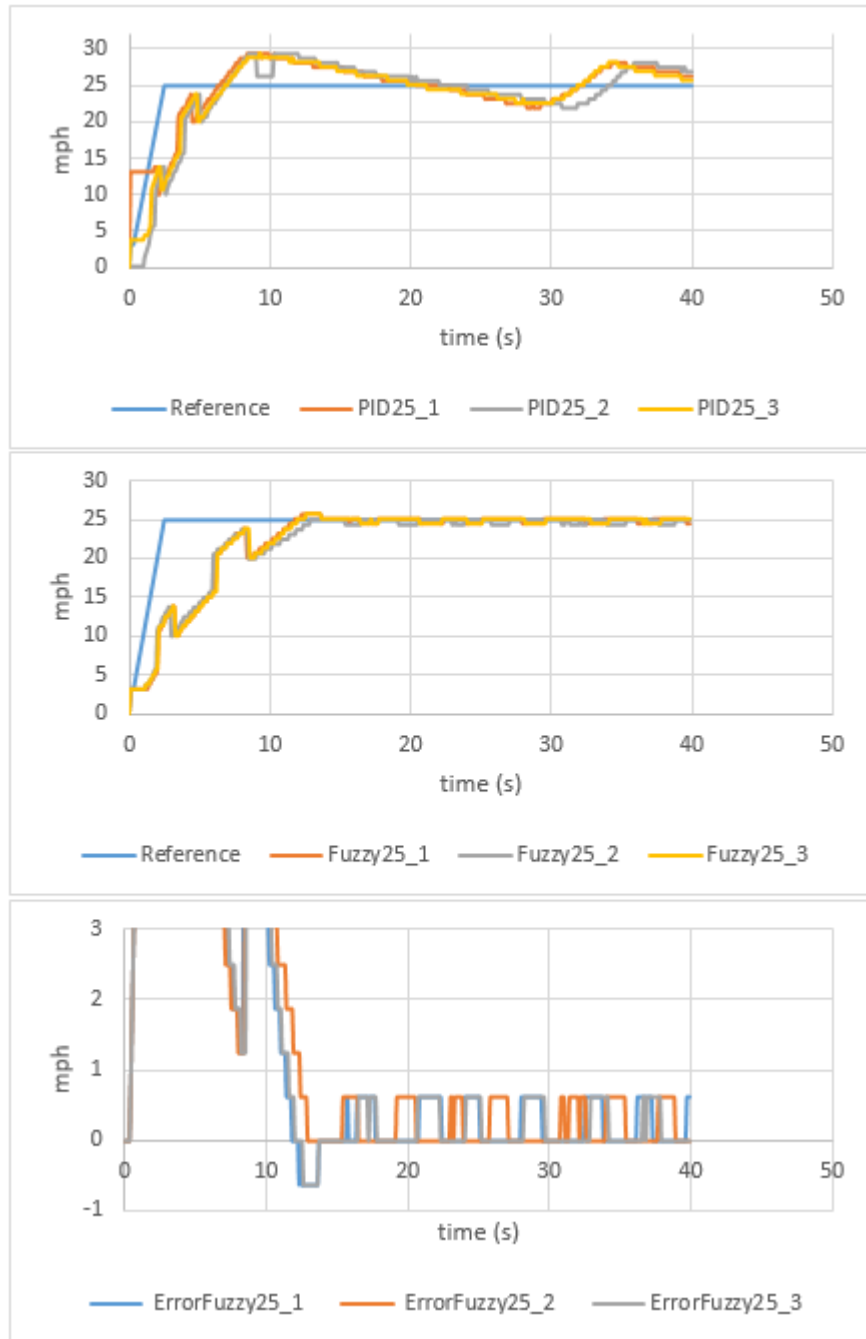 30
25
20
15
10
5
0
mph
0 10 20 30 40 50
time (s)
Reference PID25_1 PID25_2 PID25_3
30
25
20
15
10
5
0
mph
0 10 20 30 40 50
time (s)
Reference Fuzzy25_1 Fuzzy25_2 Fuzzy25_3
3
2
1
0
-1
mph
0 10 20 30 40 50
time (s)
ErrorFuzzy25_1 ErrorFuzzy25_2 ErrorFuzzy25_3